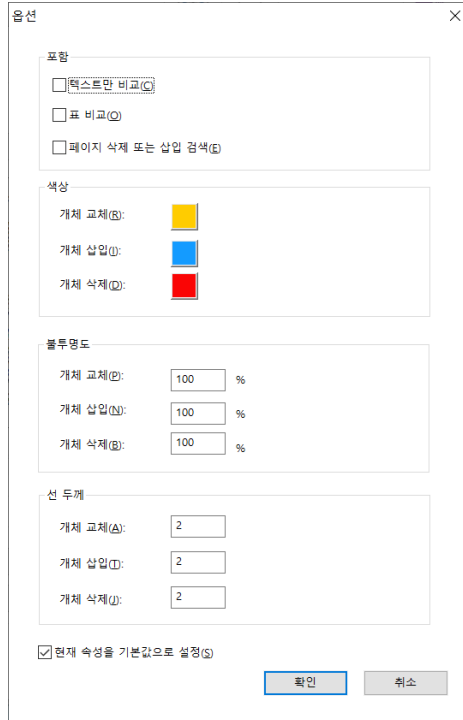 옵션
포함
텍스트만 비교(C)
표 비교(O)
페이지 삭제 또는 삽입 검색(E)
색상
개체 교체(R):
개체 삽입(I):
개체 삭제(D):
불투명도
개체 교체(P): 100 %
개체 삽입(N): 100 %
개체 삭제(B): 100 %
선 두께
개체 교체(A): 2
개체 삽입(T): 2
개체 삭제(J): 2
현재 속성을 기본값으로 설정(S)
확인 취소